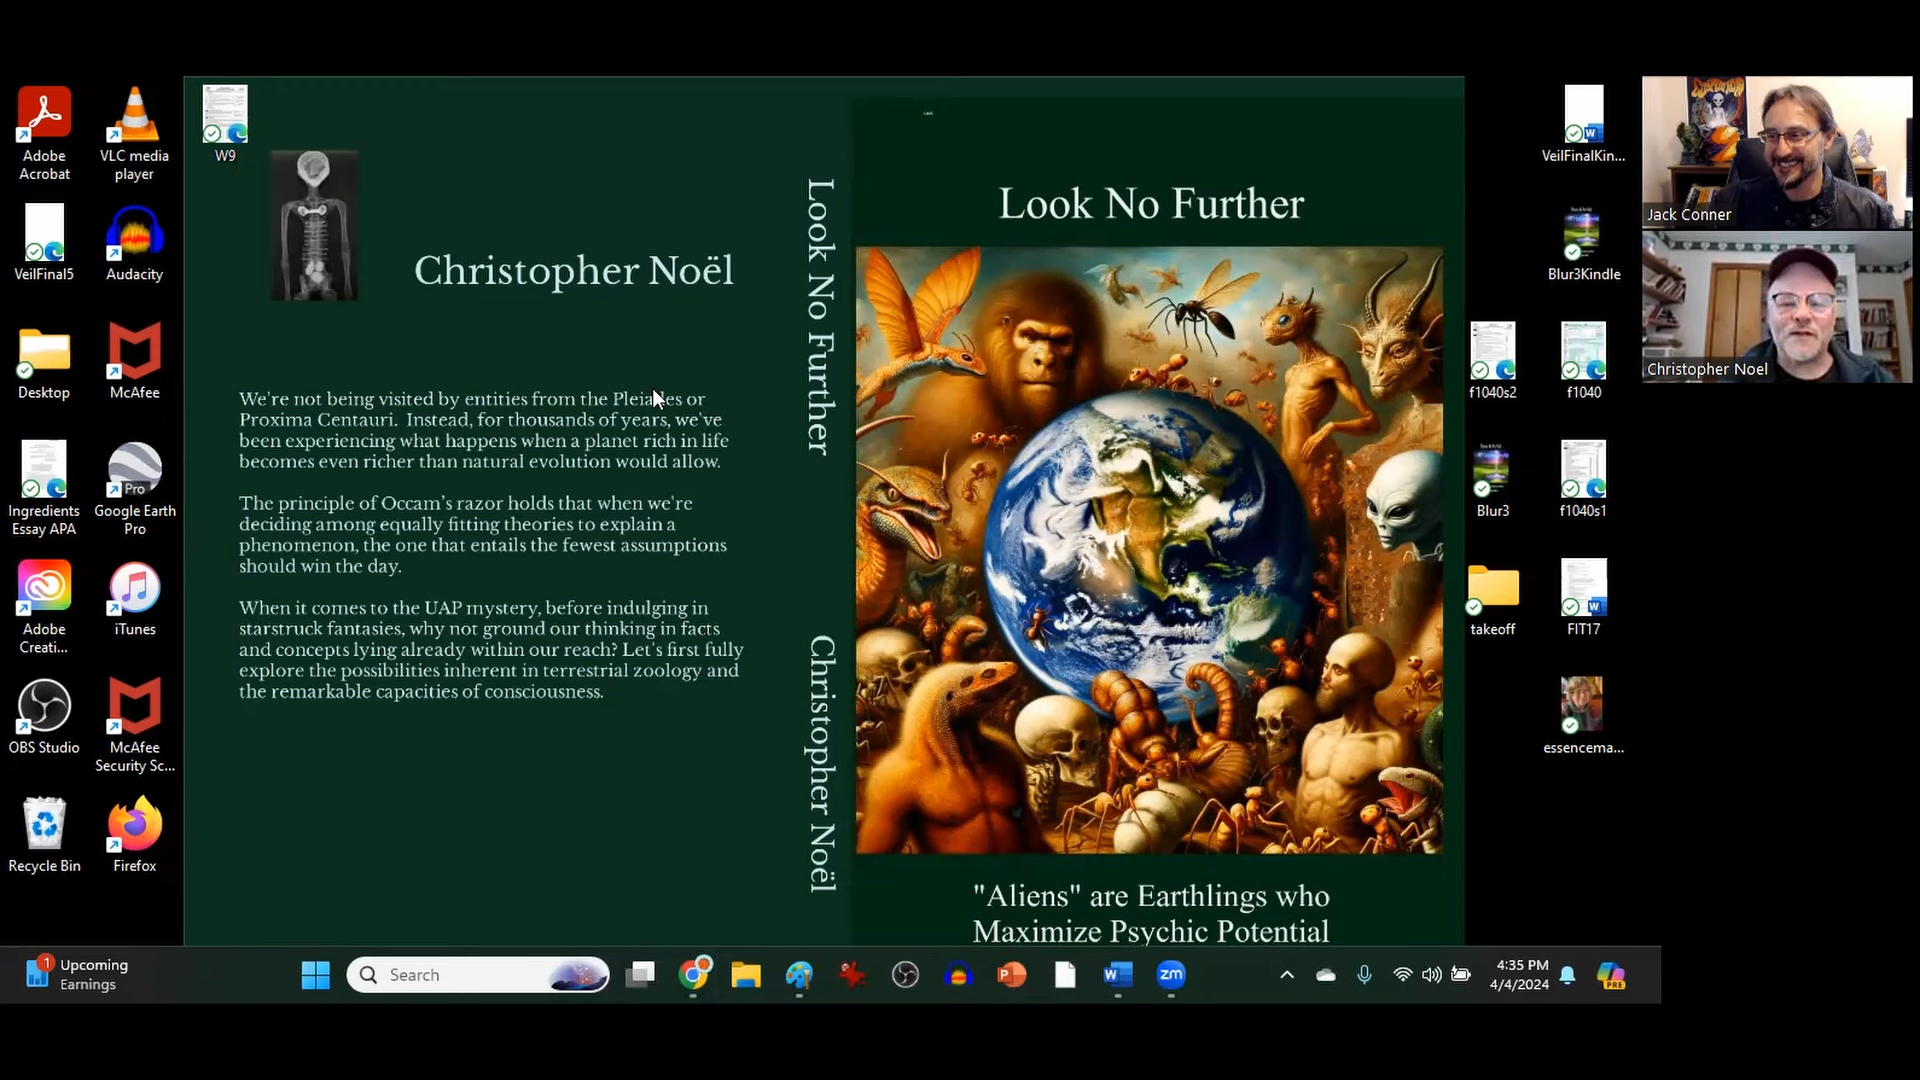 Adobe
Acrobat
VLC media
player
W9
VeilFinal5
Audacity
Desktop
McAfee
Ingredients
Essay APA
Google Earth
Pro
Pro
Adobe
Creati...
iTunes
OBS Studio
McAfee
Security Sc...
Recycle Bin
Firefox
Christopher Noël
We're not being visited by entities from the Pleiades or
Proxima Centauri. Instead, for thousands of years, we've
been experiencing what happens when a planet rich in life
becomes even richer than natural evolution would allow.
The principle of Occam's razor holds that when we're
deciding among equally fitting theories to explain a
phenomenon, the one that entails the fewest assumptions
should win the day.
When it comes to the UAP mystery, before indulging in
starstruck fantasies, why not ground our thinking in facts
and concepts lying already within our reach? Let's first fully
explore the possibilities inherent in terrestrial zoology and
the remarkable capacities of consciousness.
Look No Further
Christopher Noël
Look No Further
"Aliens" are Earthlings who
Maximize Psychic Potential
VeilFinalKin...
Blur3Kindle
f1040s2
f1040
Blur3
f1040s1
takeoff
FIT17
essencema...
Jack Conner
Christopher Noel
1
Upcoming
Earnings
Search
zm
4:35 PM
4/4/2024
PRE